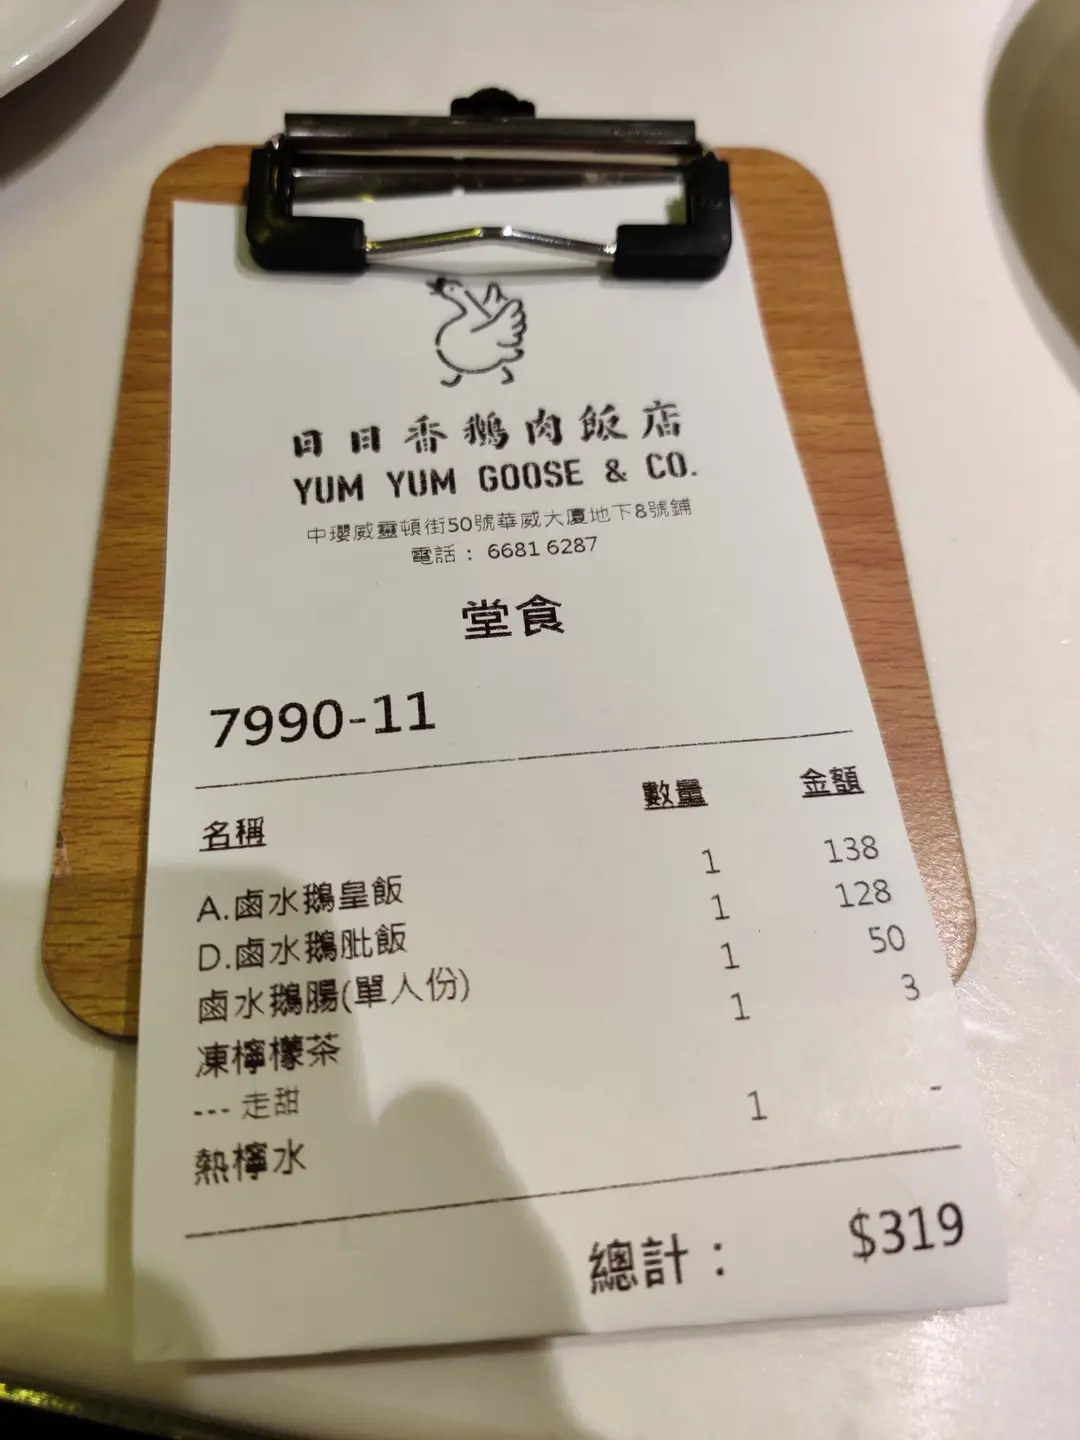 日日香鵝肉飯店
YUM YUM GOOSE & CO.
中環威靈頓街50號華威大廈地下8號鋪
電話： 6681 6287
堂食
7990-11
名稱 數量 金額
A.鹵水鵝皇飯 1 138
D.鹵水鵝肶飯 1 128
鹵水鵝腸(單人份) 1 50
凍檸檬茶 1 3
--- 走甜
熱檸水 1 -
總計： $319